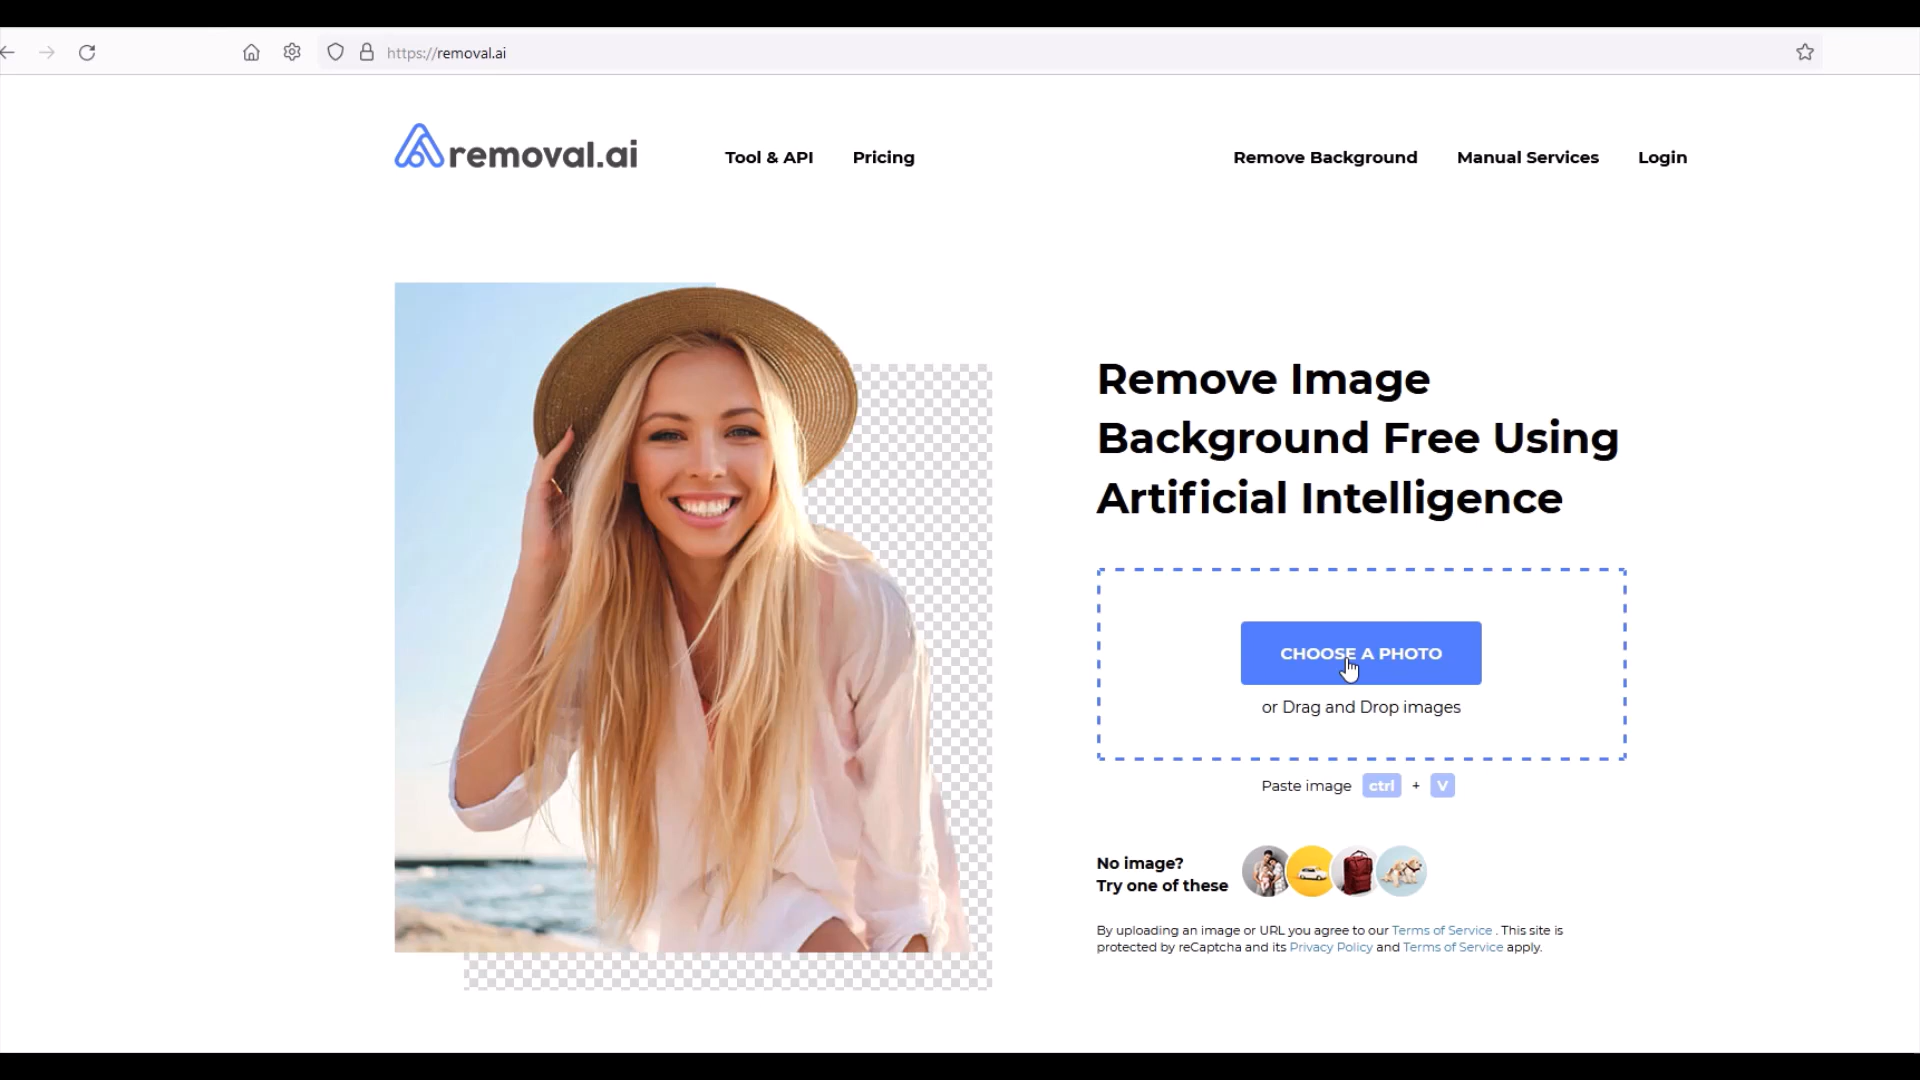 https://removal.ai
removal.ai
Tool & API
Pricing
Remove Background
Manual Services
Login
Remove Image
Background Free Using
Artificial Intelligence
CHOOSE A PHOTO
or Drag and Drop images
Paste image ctrl + V
No image?
Try one of these
By uploading an image or URL you agree to our Terms of Service . This site is
protected by reCaptcha and its Privacy Policy and Terms of Service apply.